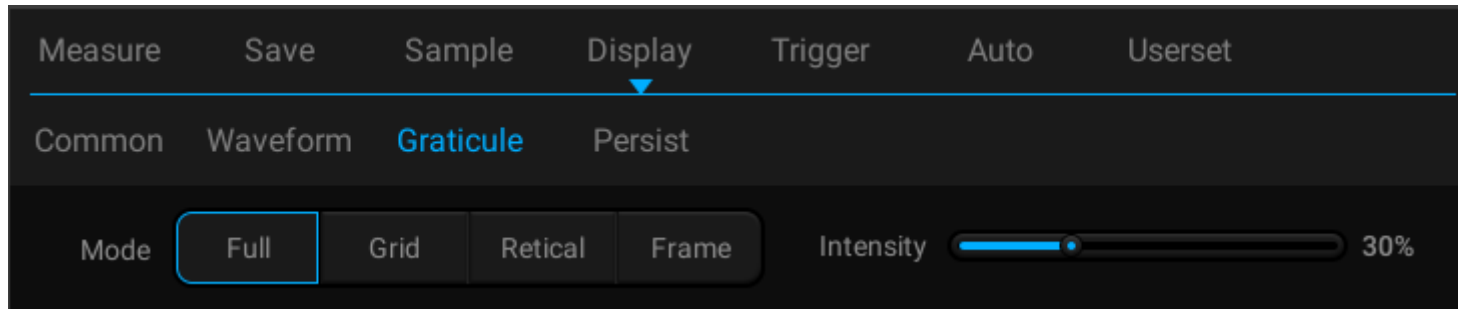 Measure Save Sample Display Trigger Auto Userset
Common Waveform Graticule Persist
Mode Full Grid Retical Frame Intensity 30%